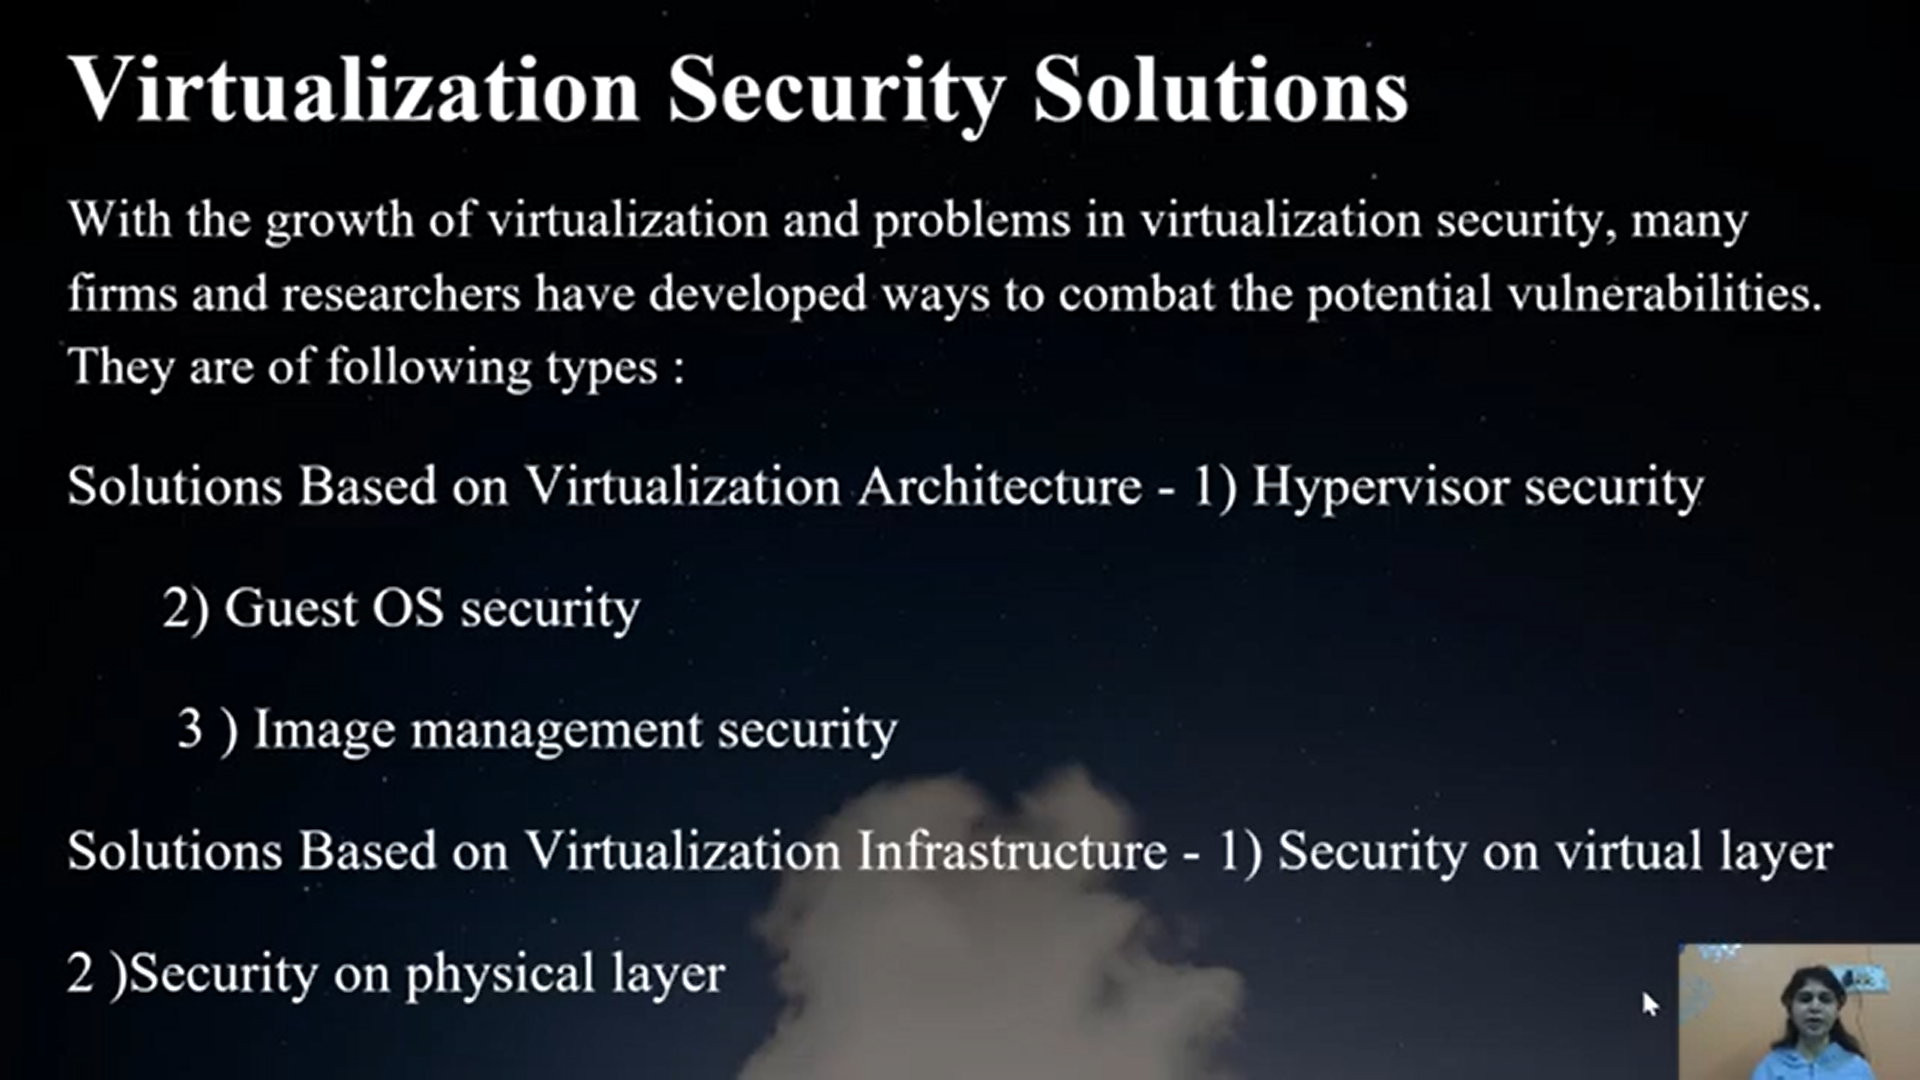 Virtualization Security Solutions
With the growth of virtualization and problems in virtualization security, many
firms and researchers have developed ways to combat the potential vulnerabilities.
They are of following types :
Solutions Based on Virtualization Architecture - 1) Hypervisor security
2) Guest OS security
3 ) Image management security
Solutions Based on Virtualization Infrastructure - 1) Security on virtual layer
2 )Security on physical layer